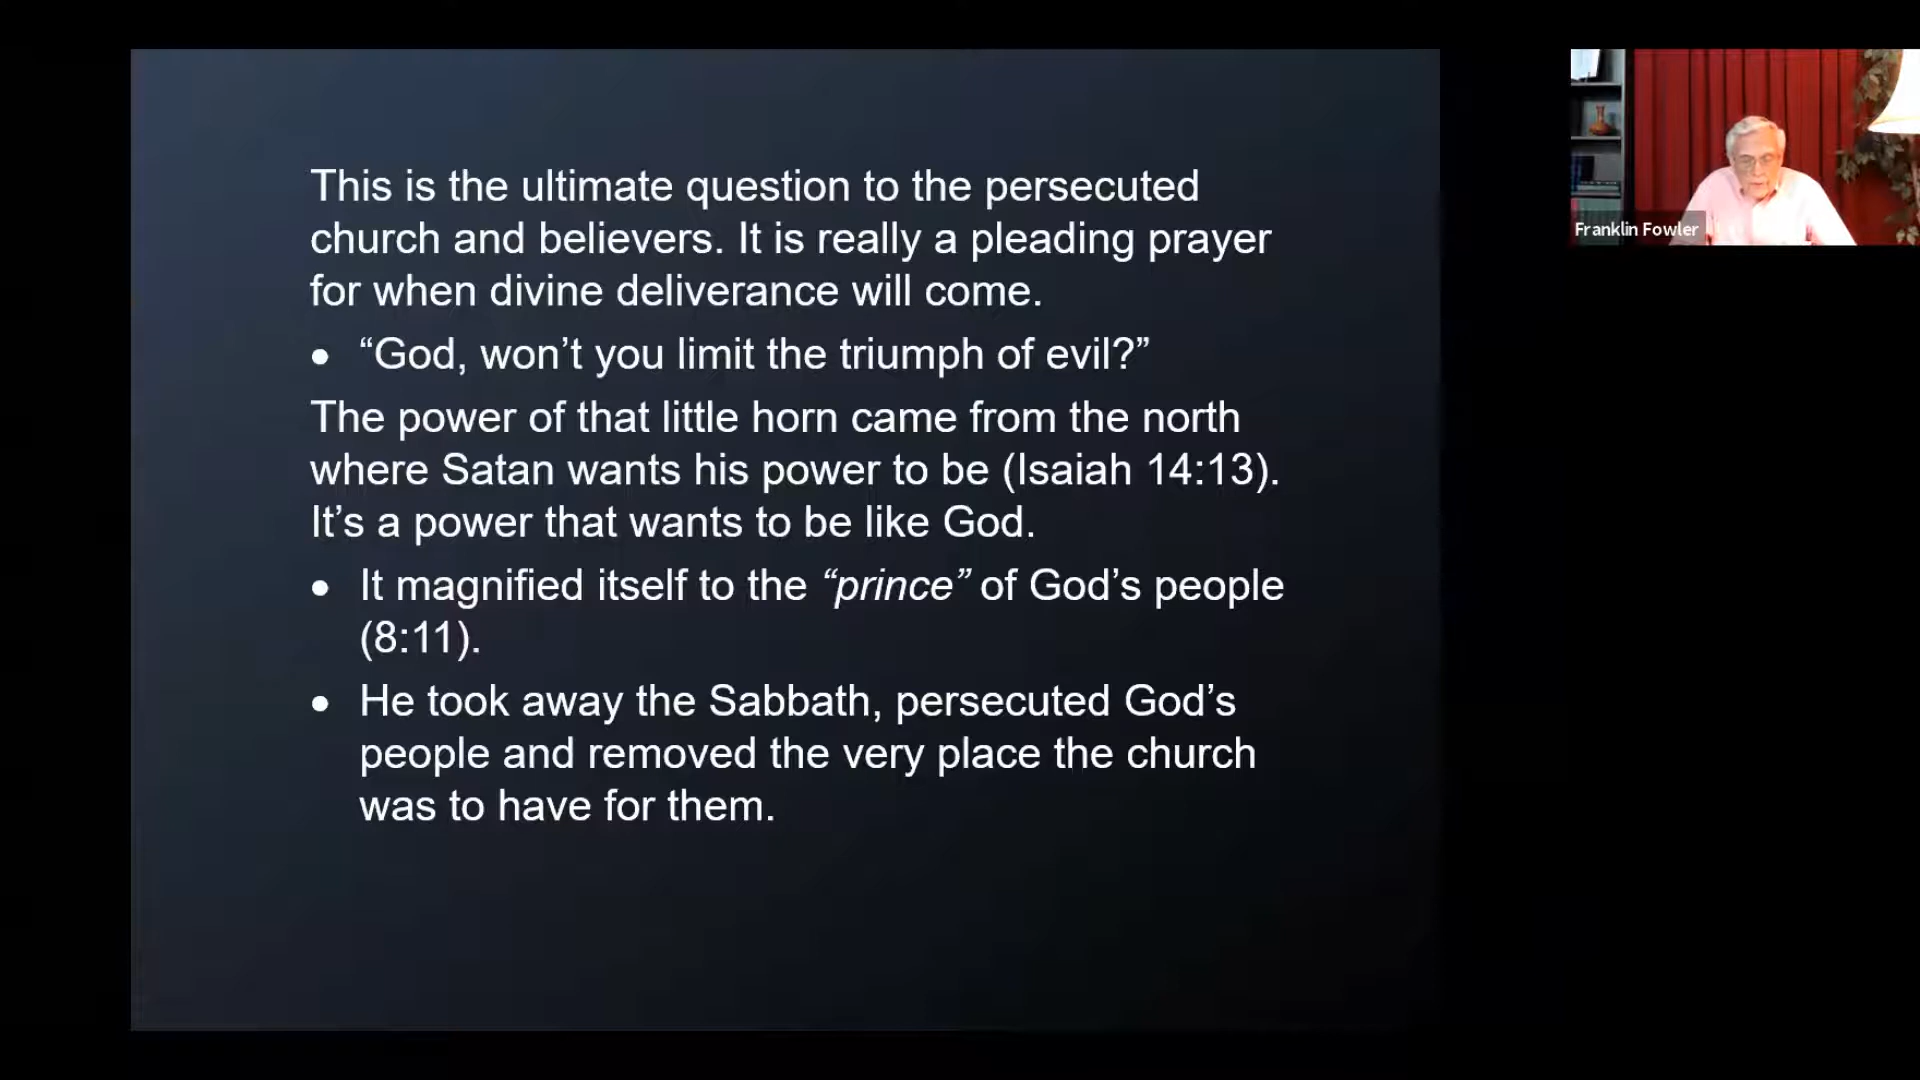 This is the ultimate question to the persecuted
church and believers. It is really a pleading prayer
for when divine deliverance will come.
• “God, won’t you limit the triumph of evil?”
The power of that little horn came from the north
where Satan wants his power to be (Isaiah 14:13).
It’s a power that wants to be like God.
• It magnified itself to the “prince” of God’s people
(8:11).
• He took away the Sabbath, persecuted God’s
people and removed the very place the church
was to have for them.
Franklin Fowler